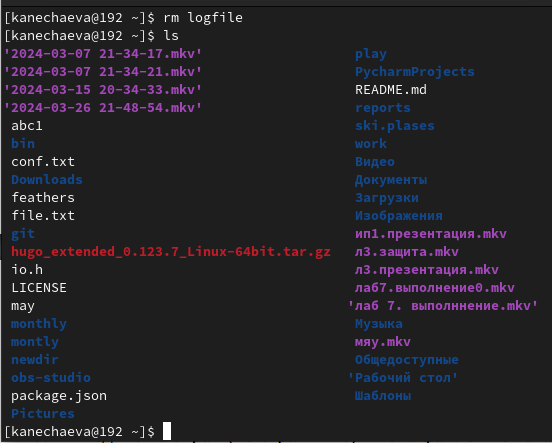 [kanechaeva@192 ~]$ rm logfile
[kanechaeva@192 ~]$ ls
'2024-03-07 21-34-17.mkv' play
'2024-03-07 21-34-21.mkv' PycharmProjects
'2024-03-15 20-34-33.mkv' README.md
'2024-03-26 21-48-54.mkv' reports
abc1 ski.plases
bin work
conf.txt Видео
Downloads Документы
feathers Загрузки
file.txt Изображения
git ип1.презентация.mkv
hugo_extended_0.123.7_Linux-64bit.tar.gz л3.защита.mkv
io.h л3.презентация.mkv
LICENSE лаб7.выполнение0.mkv
may 'лаб 7. выполннение.mkv'
monthly Музыка
montly мяу.mkv
newdir Общедоступные
obs-studio 'Рабочий стол'
package.json Шаблоны
Pictures
[kanechaeva@192 ~]$